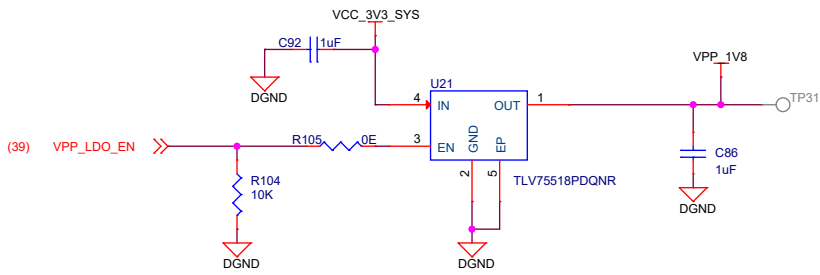 VCC_3V3_SYS
C92 1uF
DGND
VPP_1V8
U21
4 IN OUT 1
TP31
(39) VPP_LDO_EN
R105 0E
3 EN
GND
EP
2
5
C86
1uF
R104
10K
TLV75518PDQNR
DGND
DGND
DGND